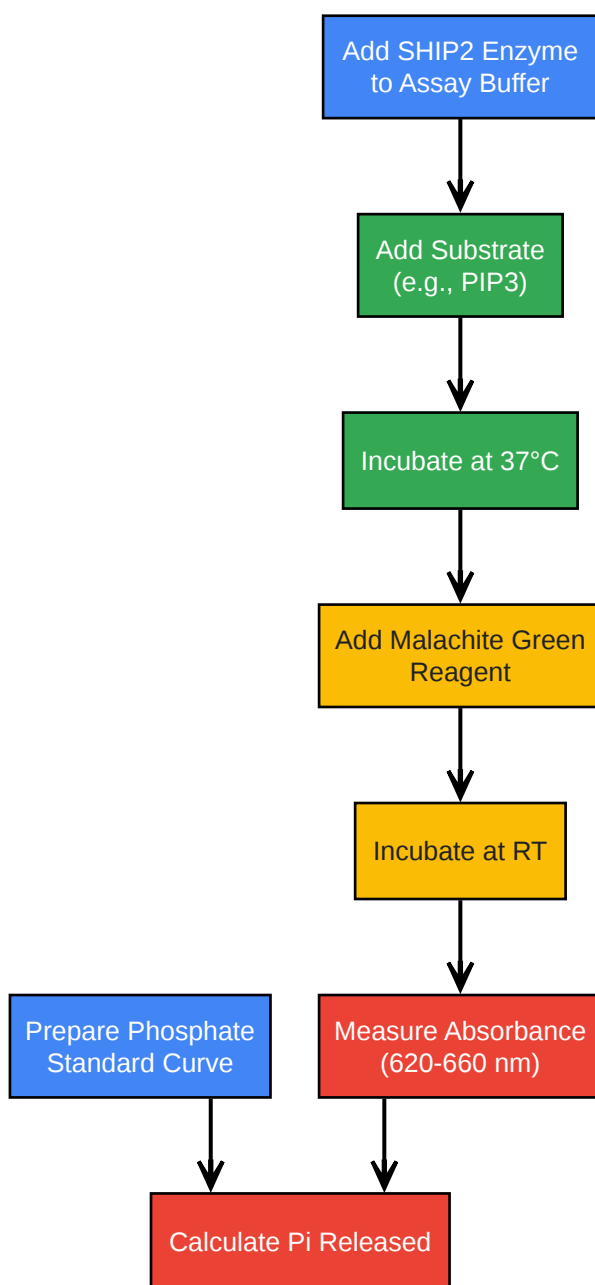 Add SHIP2 Enzyme
to Assay Buffer
Add Substrate
(e.g., PIP3)
Incubate at 37°C
Add Malachite Green
Reagent
Incubate at RT
Prepare Phosphate
Standard Curve
Measure Absorbance
(620-660 nm)
Calculate Pi Released